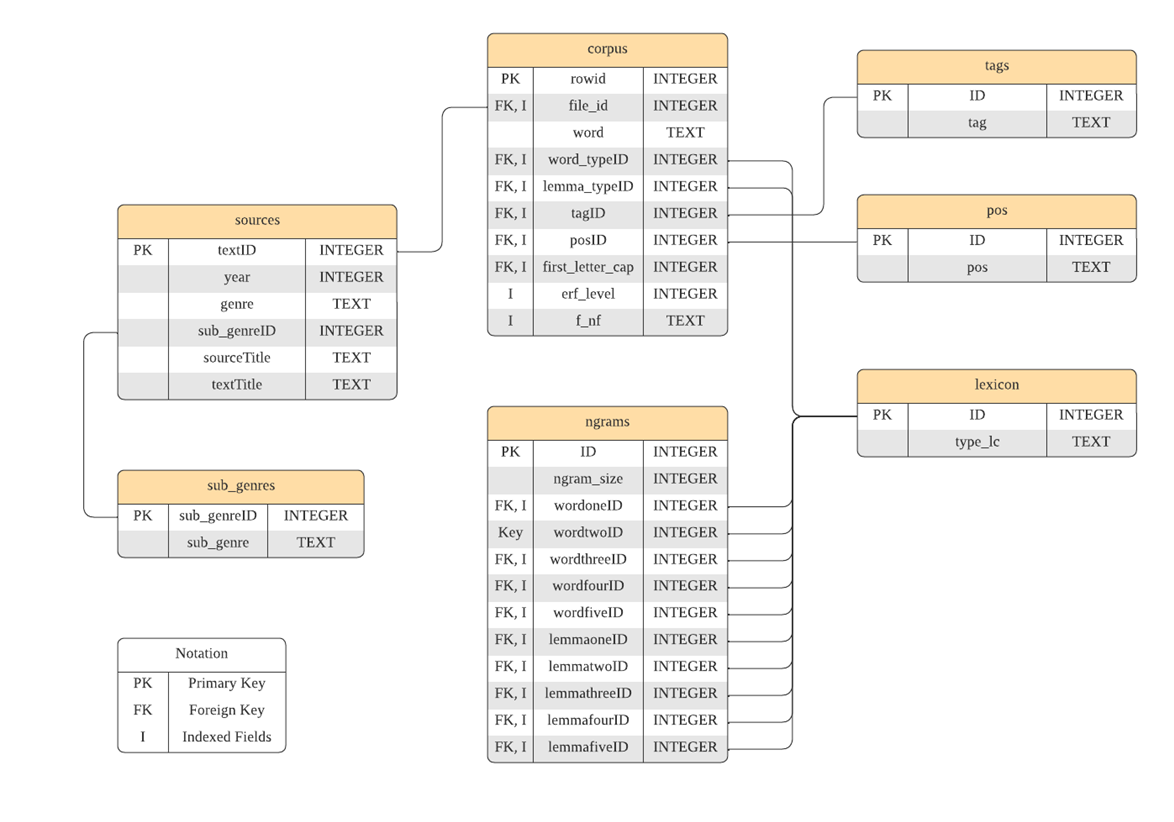 corpus
PK rowid INTEGER
FK, I file_id INTEGER
word TEXT
FK, I word_typeID INTEGER
FK, I lemma_typeID INTEGER
FK, I tagID INTEGER
FK, I posID INTEGER
FK, I first_letter_cap INTEGER
I erf_level INTEGER
I f_nf TEXT
tags
PK ID INTEGER
tag TEXT
pos
PK ID INTEGER
pos TEXT
sources
PK textID INTEGER
year INTEGER
genre TEXT
sub_genreID INTEGER
sourceTitle TEXT
textTitle TEXT
lexicon
PK ID INTEGER
type_lc TEXT
ngrams
PK ID INTEGER
ngram_size INTEGER
FK, I wordoneID INTEGER
Key wordtwoID INTEGER
FK, I wordthreeID INTEGER
FK, I wordfourID INTEGER
FK, I wordfiveID INTEGER
FK, I lemmaoneID INTEGER
FK, I lemmatwoID INTEGER
FK, I lemmathreeID INTEGER
FK, I lemmafourID INTEGER
FK, I lemmafiveID INTEGER
sub_genres
PK sub_genreID INTEGER
sub_genre TEXT
Notation
PK Primary Key
FK Foreign Key
I Indexed Fields